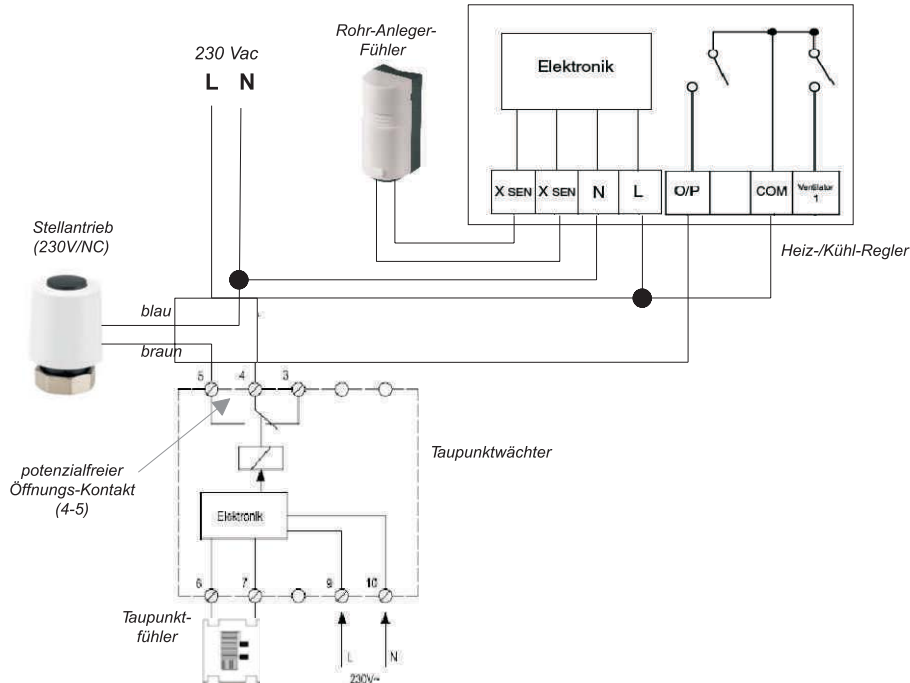 Rohr-Anleger-
Fühler
230 Vac
L N
Elektronik
X SEN X SEN N L O/P COM Ventilator
1
Heiz-/Kühl-Regler
Stellantrieb
(230V/NC)
blau
braun
5 4 3
Taupunktwächter
potenzialfreier
Öffnungs-Kontakt
(4-5)
Elektronik
6 7 9 10
Taupunkt-
fühler
L N
230V~